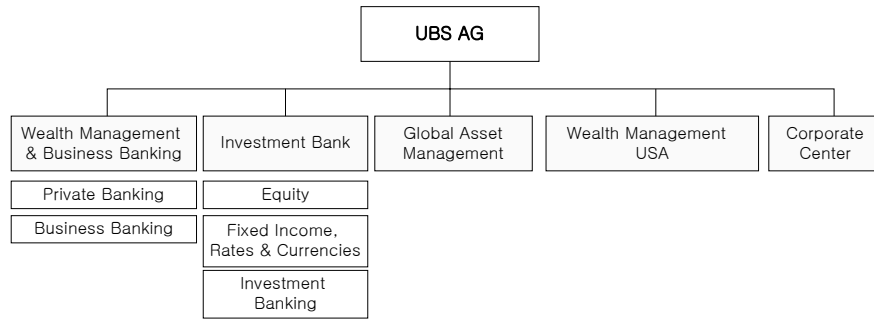 UBS AG
Wealth Management
& Business Banking
Investment Bank
Global Asset
Management
Wealth Management
USA
Corporate
Center
Private Banking
Business Banking
Equity
Fixed Income,
Rates & Currencies
Investment
Banking